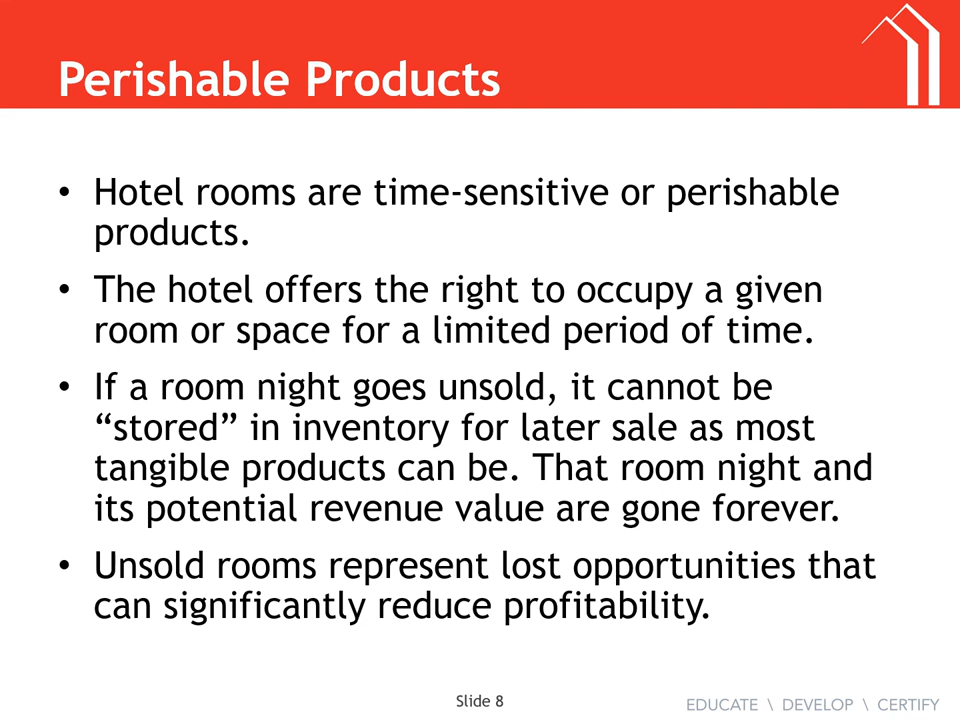 Perishable Products
• Hotel rooms are time-sensitive or perishable
products.
• The hotel offers the right to occupy a given
room or space for a limited period of time.
• If a room night goes unsold, it cannot be
“stored” in inventory for later sale as most
tangible products can be. That room night and
its potential revenue value are gone forever.
• Unsold rooms represent lost opportunities that
can significantly reduce profitability.
Slide 8
EDUCATE \ DEVELOP \ CERTIFY